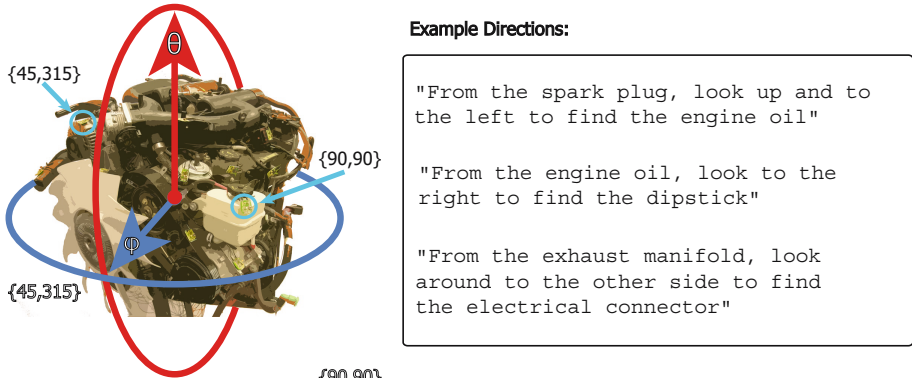 Example Directions:
θ
{45,315}
{90,90}
φ
{45,315}
{90,90}
"From the spark plug, look up and to
the left to find the engine oil"
"From the engine oil, look to the
right to find the dipstick"
"From the exhaust manifold, look
around to the other side to find
the electrical connector"